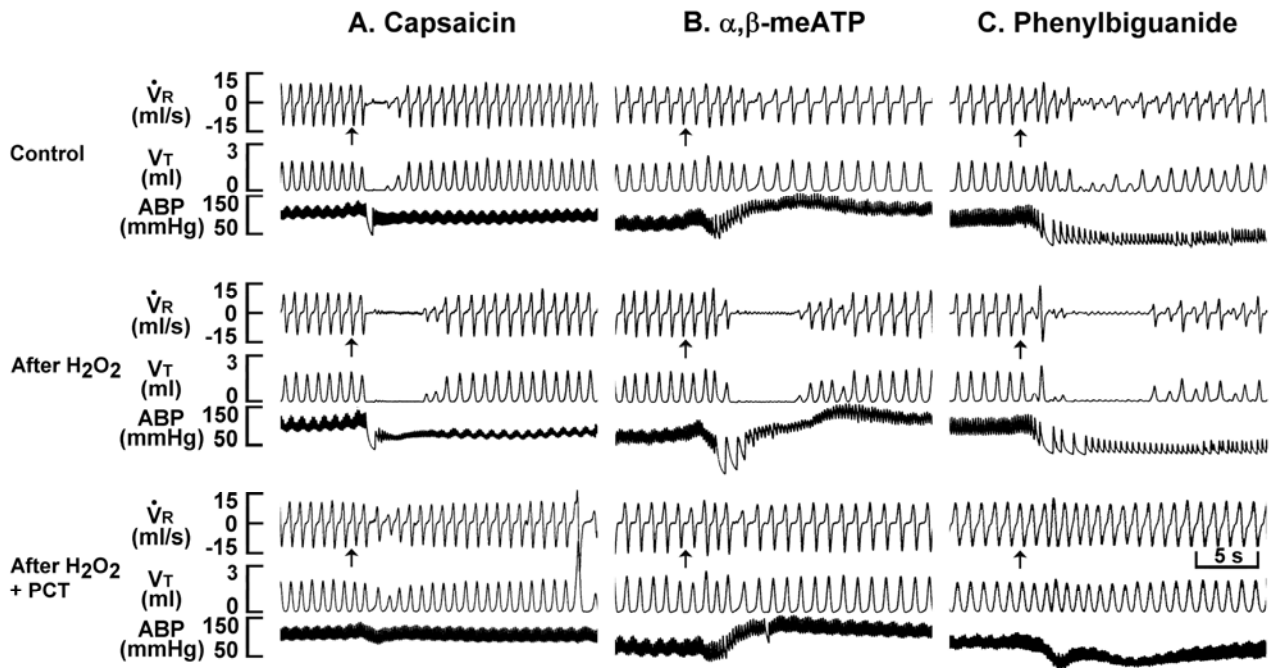 A. Capsaicin B. α,β-meATP C. Phenylbiguanide
Control
V̇R (ml/s) 15 0 -15
VT (ml) 3 0
ABP (mmHg) 150 50
After H₂O₂
V̇R (ml/s) 15 0 -15
VT (ml) 3 0
ABP (mmHg) 150 50
After H₂O₂ + PCT
V̇R (ml/s) 15 0 -15
5 s
VT (ml) 3 0
ABP (mmHg) 150 50